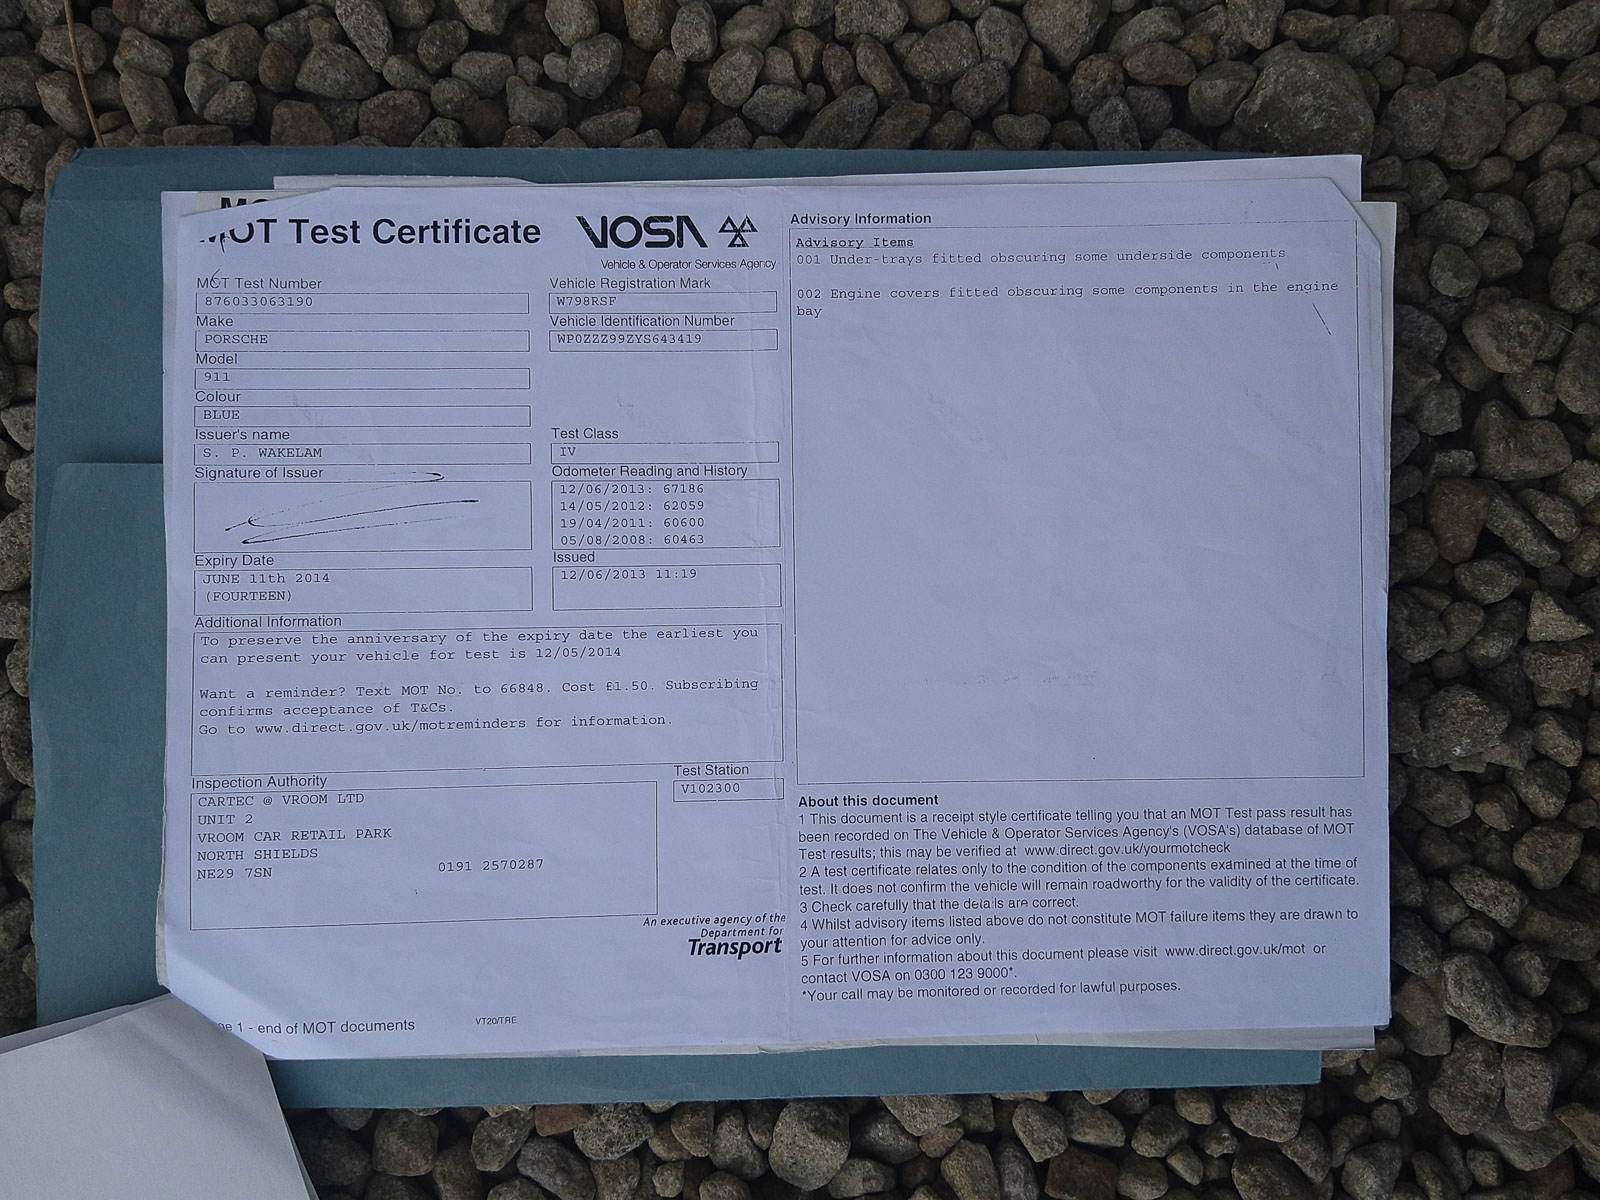 MOT Test Certificate
VOSA
Vehicle & Operator Services Agency
MOT Test Number
876033063190
Make
PORSCHE
Model
911
Colour
BLUE
Issuer's name
S. P. WAKELAM
Signature of Issuer
Expiry Date
JUNE 11th 2014
(FOURTEEN)
Vehicle Registration Mark
W798RSF
Vehicle Identification Number
WP0ZZZ99ZYS643419
Test Class
IV
Odometer Reading and History
12/06/2013: 67186
14/05/2012: 62059
19/04/2011: 60600
05/08/2008: 60463
Issued
12/06/2013 11:19
Additional Information
To preserve the anniversary of the expiry date the earliest you
can present your vehicle for test is 12/05/2014
Want a reminder? Text MOT No. to 66848. Cost £1.50. Subscribing
confirms acceptance of T&Cs.
Go to www.direct.gov.uk/motreminders for information.
Inspection Authority
CARTEC @ VROOM LTD
UNIT 2
VROOM CAR RETAIL PARK
NORTH SHIELDS
NE29 7SN 0191 2570287
Test Station
V102300
An executive agency of the
Department for
Transport
1 - end of MOT documents
VT20/TRE
Advisory Information
Advisory Items
001 Under-trays fitted obscuring some underside components
002 Engine covers fitted obscuring some components in the engine
bay
About this document
1 This document is a receipt style certificate telling you that an MOT Test pass result has
been recorded on The Vehicle & Operator Services Agency's (VOSA's) database of MOT
Test results; this may be verified at www.direct.gov.uk/yourmotcheck
2 A test certificate relates only to the condition of the components examined at the time of
test. It does not confirm the vehicle will remain roadworthy for the validity of the certificate.
3 Check carefully that the details are correct.
4 Whilst advisory items listed above do not constitute MOT failure items they are drawn to
your attention for advice only.
5 For further information about this document please visit www.direct.gov.uk/mot or
contact VOSA on 0300 123 9000*.
*Your call may be monitored or recorded for lawful purposes.